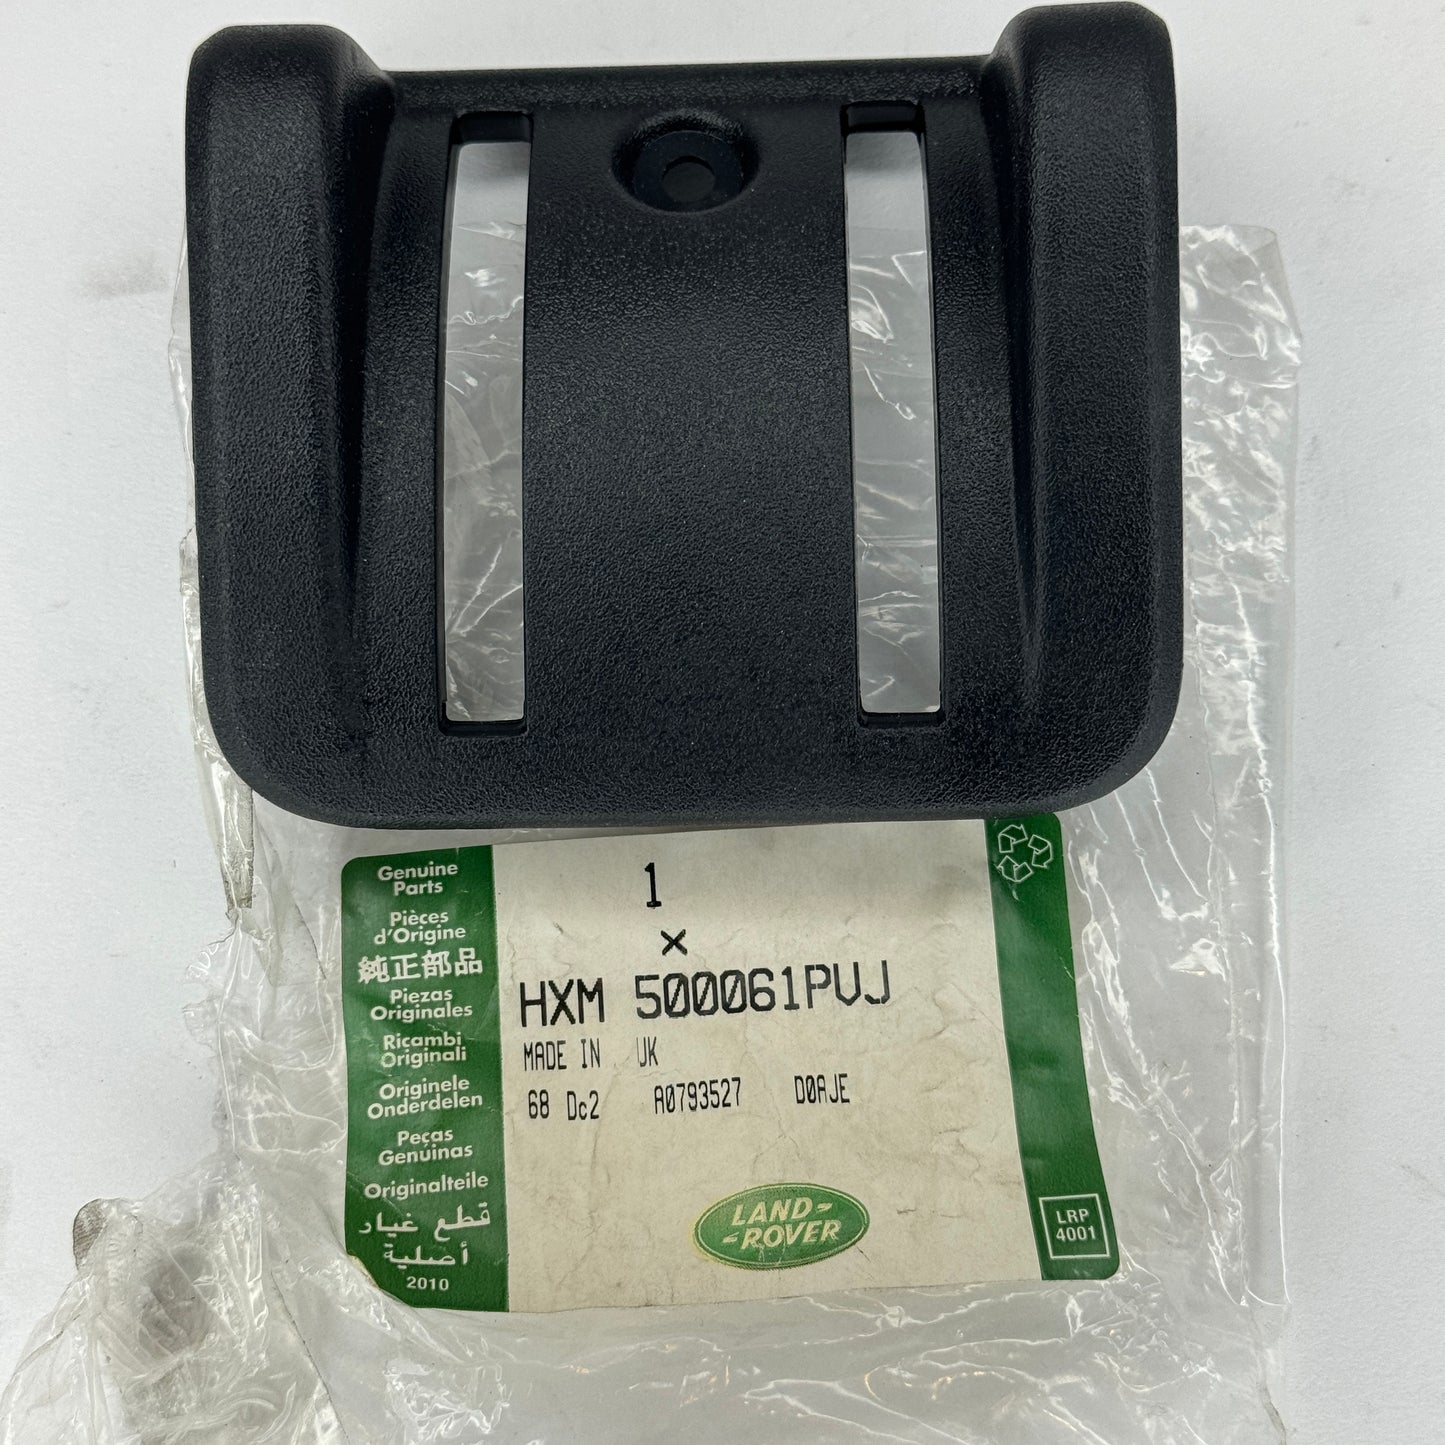 Genuine
Parts
Pièces
d'Origine
純正部品
Piezas
Originales
Ricambi
Originali
Originele
Onderdelen
Peças
Genuínas
Originalteile
قطع غيار
أصلية
2010
1
×
HXM 500061PVJ
MADE IN UK
68 Dc2 A0793527 D0AJE
LAND-
-ROVER
LRP
4001